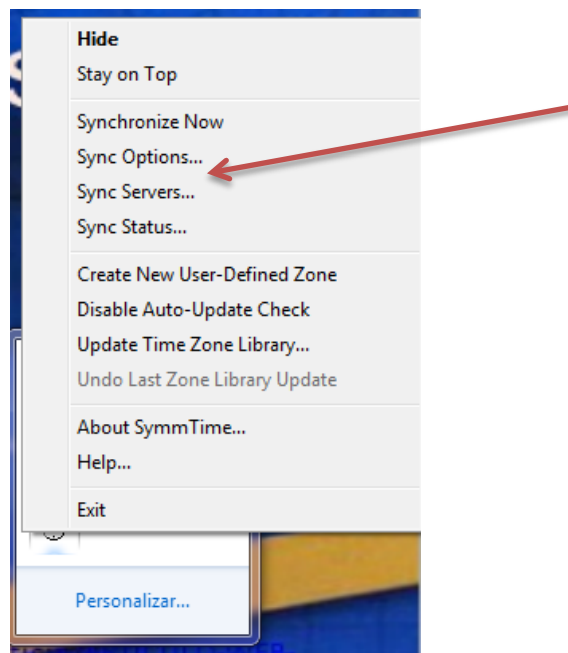 Hide
Stay on Top
Synchronize Now
Sync Options...
Sync Servers...
Sync Status...
Create New User-Defined Zone
Disable Auto-Update Check
Update Time Zone Library...
Undo Last Zone Library Update
About SymmTime...
Help...
Exit
Personalizar...